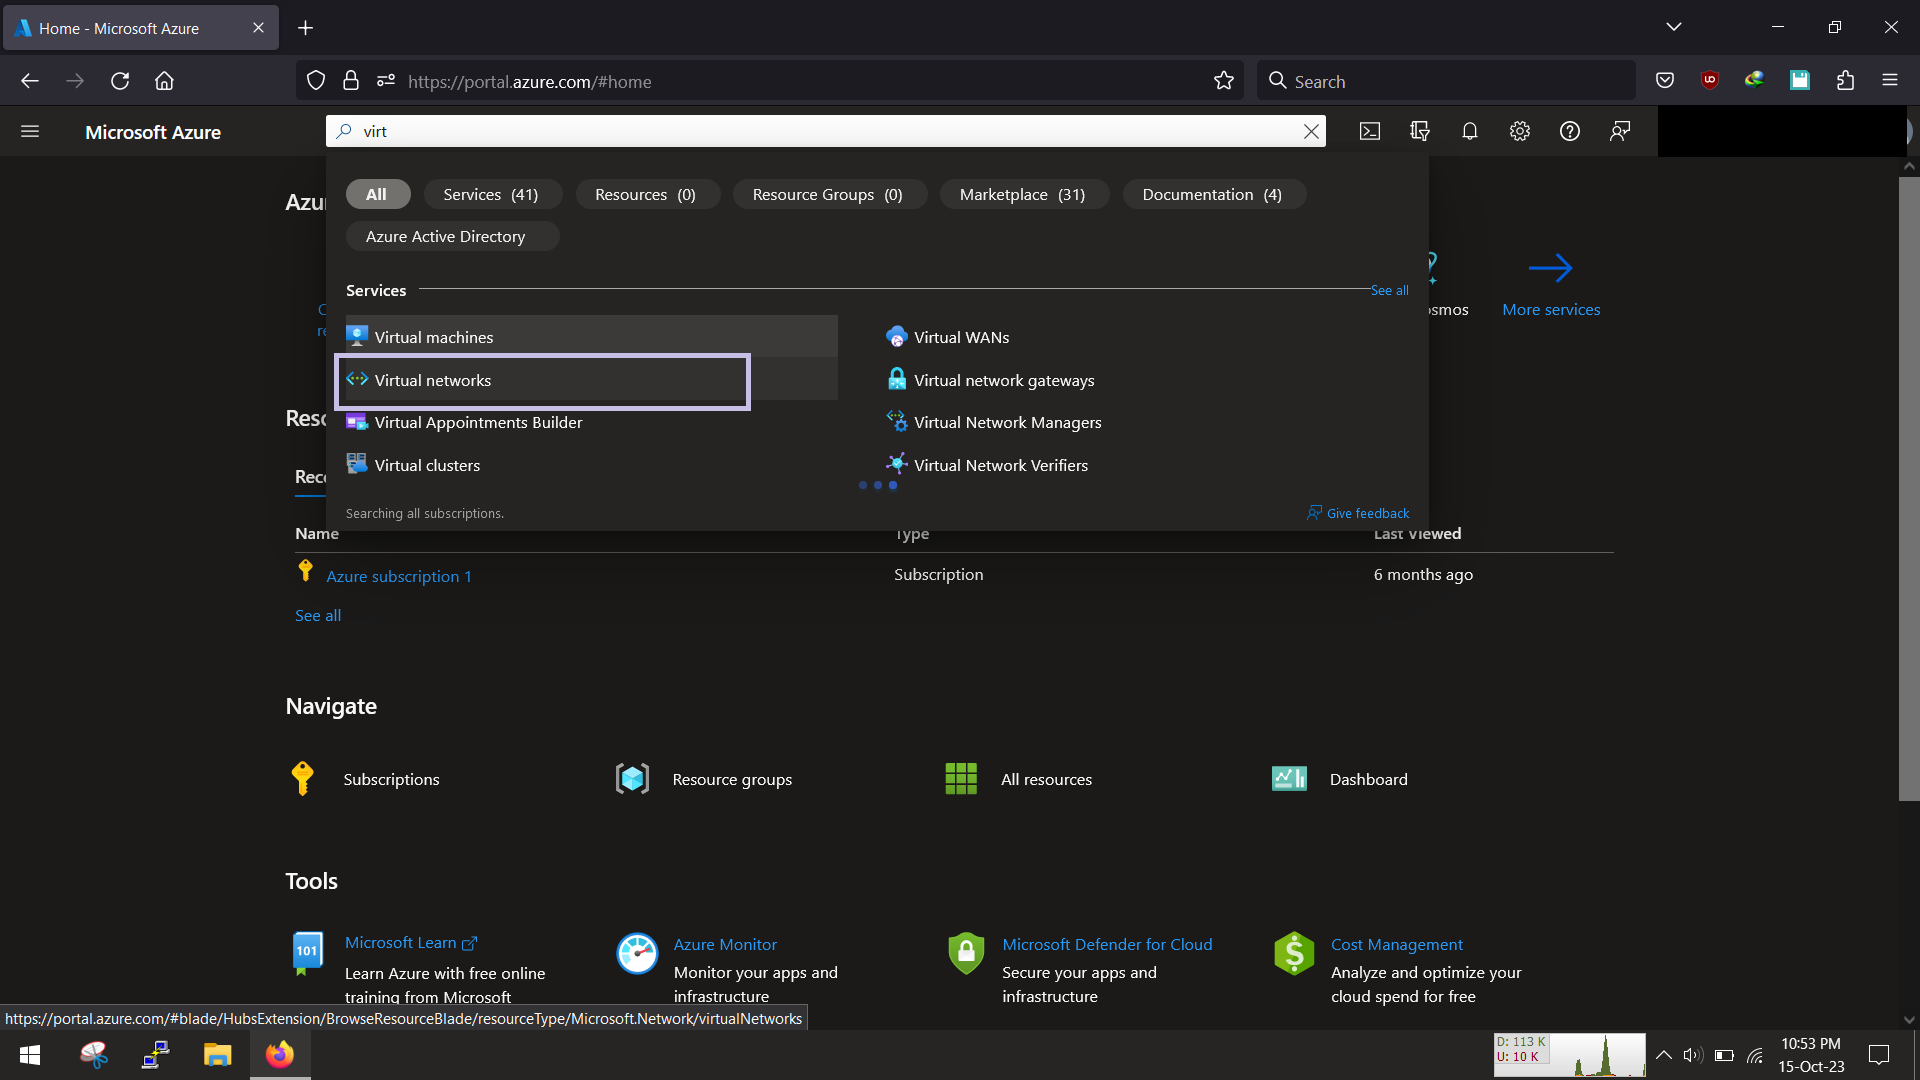 Home - Microsoft Azure
https://portal.azure.com/#home
Search
Microsoft Azure
virt
All
Services (41)
Resources (0)
Resource Groups (0)
Marketplace (31)
Documentation (4)
Azure Active Directory
Services
See all
Virtual machines
Virtual WANs
Virtual networks
Virtual network gateways
Virtual Appointments Builder
Virtual Network Managers
Virtual clusters
Virtual Network Verifiers
Searching all subscriptions.
Give feedback
More services
Name
Type
Last Viewed
Azure subscription 1
Subscription
6 months ago
See all
Navigate
Subscriptions
Resource groups
All resources
Dashboard
Tools
101
Microsoft Learn
Learn Azure with free online
training from Microsoft
Azure Monitor
Monitor your apps and
infrastructure
Microsoft Defender for Cloud
Secure your apps and
infrastructure
Cost Management
Analyze and optimize your
cloud spend for free
https://portal.azure.com/#blade/HubsExtension/BrowseResourceBlade/resourceType/Microsoft.Network/virtualNetworks
D: 113 K
U: 10 K
10:53 PM
15-Oct-23